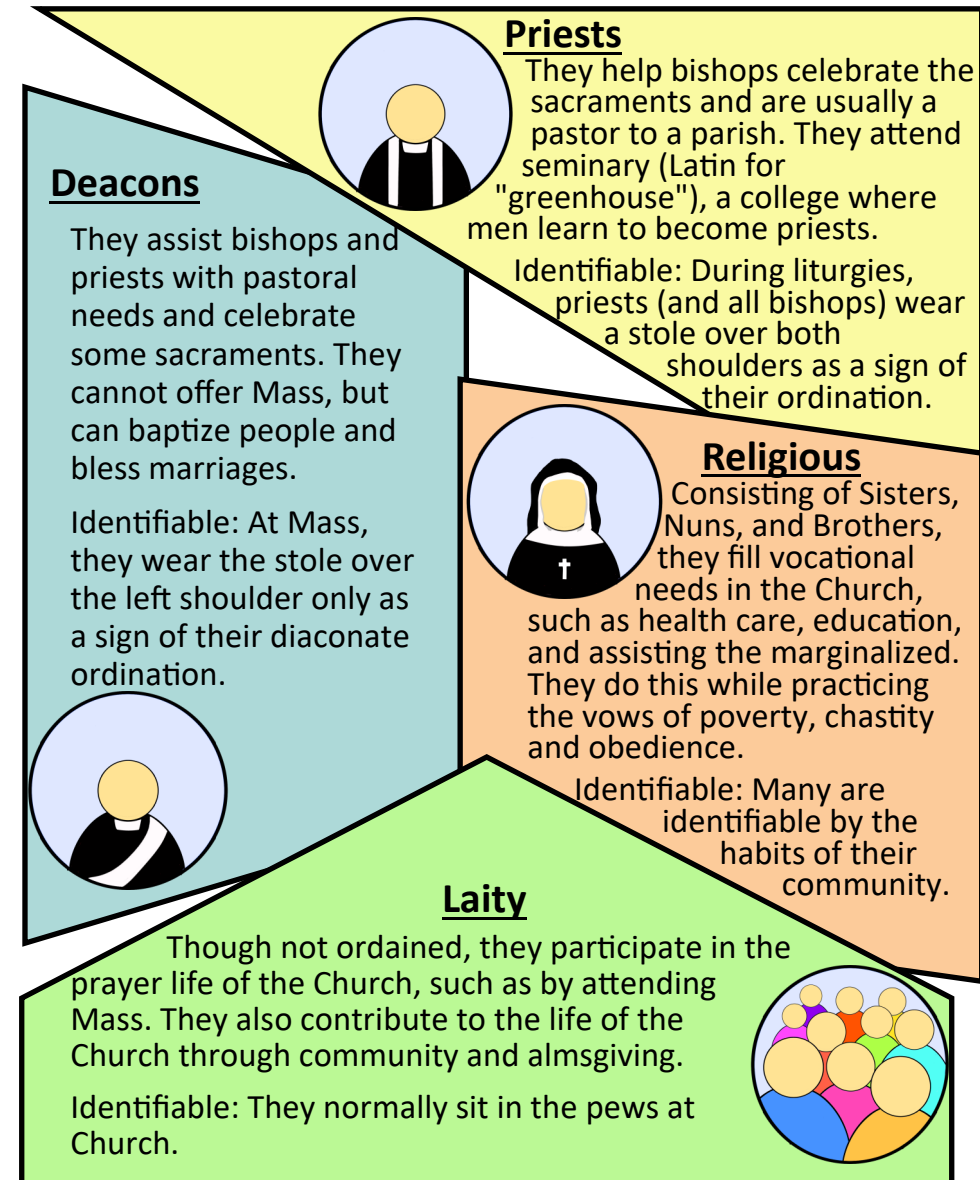 Priests
They help bishops celebrate the
sacraments and are usually a
pastor to a parish. They attend
seminary (Latin for
"greenhouse"), a college where
men learn to become priests.
Identifiable: During liturgies,
priests (and all bishops) wear
a stole over both
shoulders as a sign of
their ordination.
Deacons
They assist bishops and
priests with pastoral
needs and celebrate
some sacraments. They
cannot offer Mass, but
can baptize people and
bless marriages.
Identifiable: At Mass,
they wear the stole over
the left shoulder only as
a sign of their diaconate
ordination.
Religious
Consisting of Sisters,
Nuns, and Brothers,
they fill vocational
needs in the Church,
such as health care, education,
and assisting the marginalized.
They do this while practicing
the vows of poverty, chastity
and obedience.
Identifiable: Many are
identifiable by the
habits of their
community.
Laity
Though not ordained, they participate in the
prayer life of the Church, such as by attending
Mass. They also contribute to the life of the
Church through community and almsgiving.
Identifiable: They normally sit in the pews at
Church.